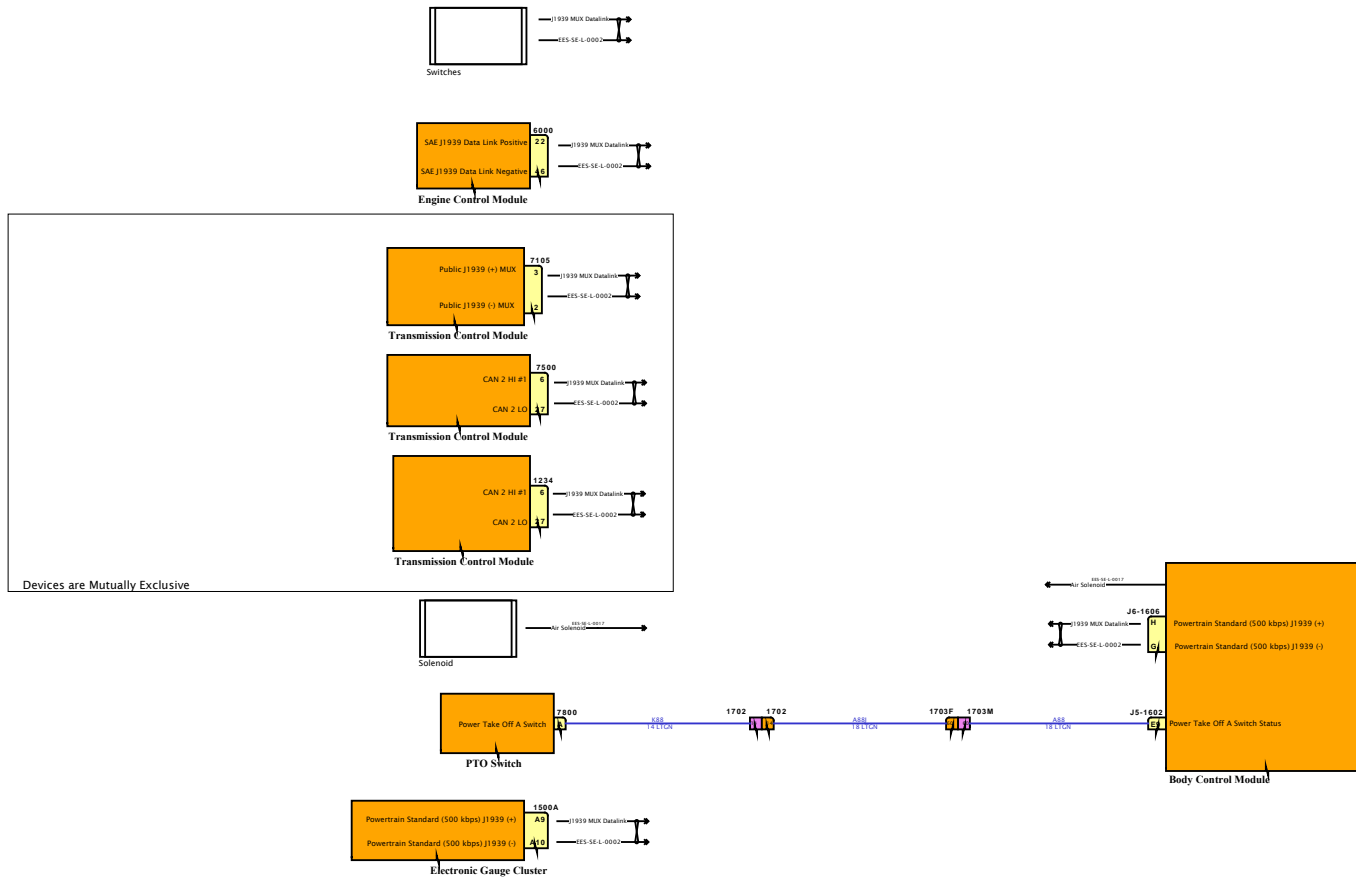 J1939 MUX Datalink
EES-SE-L-0002
Switches
6000
SAE J1939 Data Link Positive
22
J1939 MUX Datalink
EES-SE-L-0002
SAE J1939 Data Link Negative
46
Engine Control Module
7105
Public J1939 (+) MUX
3
J1939 MUX Datalink
EES-SE-L-0002
Public J1939 (-) MUX
2
Transmission Control Module
7500
CAN 2 HI #1
6
J1939 MUX Datalink
EES-SE-L-0002
CAN 2 LO
27
Transmission Control Module
1234
CAN 2 HI #1
6
J1939 MUX Datalink
EES-SE-L-0002
CAN 2 LO
27
Transmission Control Module
Devices are Mutually Exclusive
EES-SE-L-0017
Air Solenoid
J6-1606
H
Powertrain Standard (500 kbps) J1939 (+)
J1939 MUX Datalink
EES-SE-L-0002
G
Powertrain Standard (500 kbps) J1939 (-)
EES-SE-L-0017
Air Solenoid
Solenoid
7800
Power Take Off A Switch
A
K88
14 LTGN
1702
1702
A88J
18 LTGN
1703F
1703M
A88
18 LTGN
J5-1602
E9
Power Take Off A Switch Status
PTO Switch
Body Control Module
1500A
Powertrain Standard (500 kbps) J1939 (+)
A9
J1939 MUX Datalink
EES-SE-L-0002
Powertrain Standard (500 kbps) J1939 (-)
A10
Electronic Gauge Cluster